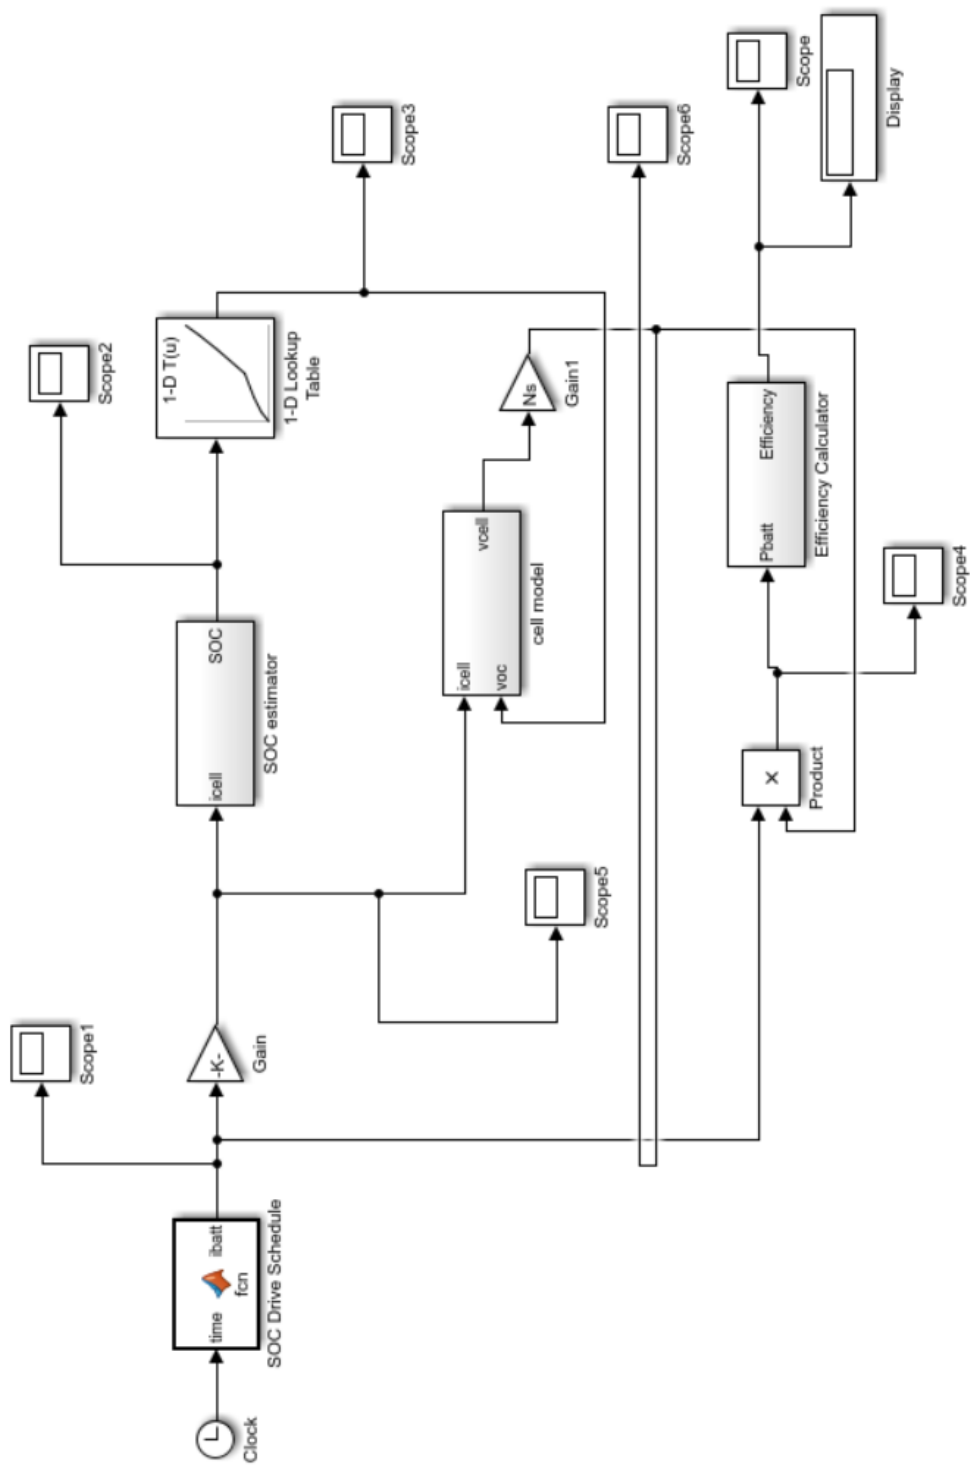 Clock
time
fcn
ibatt
SOC Drive Schedule
Scope1
-K-
Gain
icell
SOC
SOC estimator
Scope2
1-D T(u)
1-D Lookup
Table
Scope3
Scope5
icell
voc
vcell
cell model
Ns
Gain1
Scope6
×
Product
Pbatt
Efficiency
Efficiency Calculator
Scope4
Scope
Display